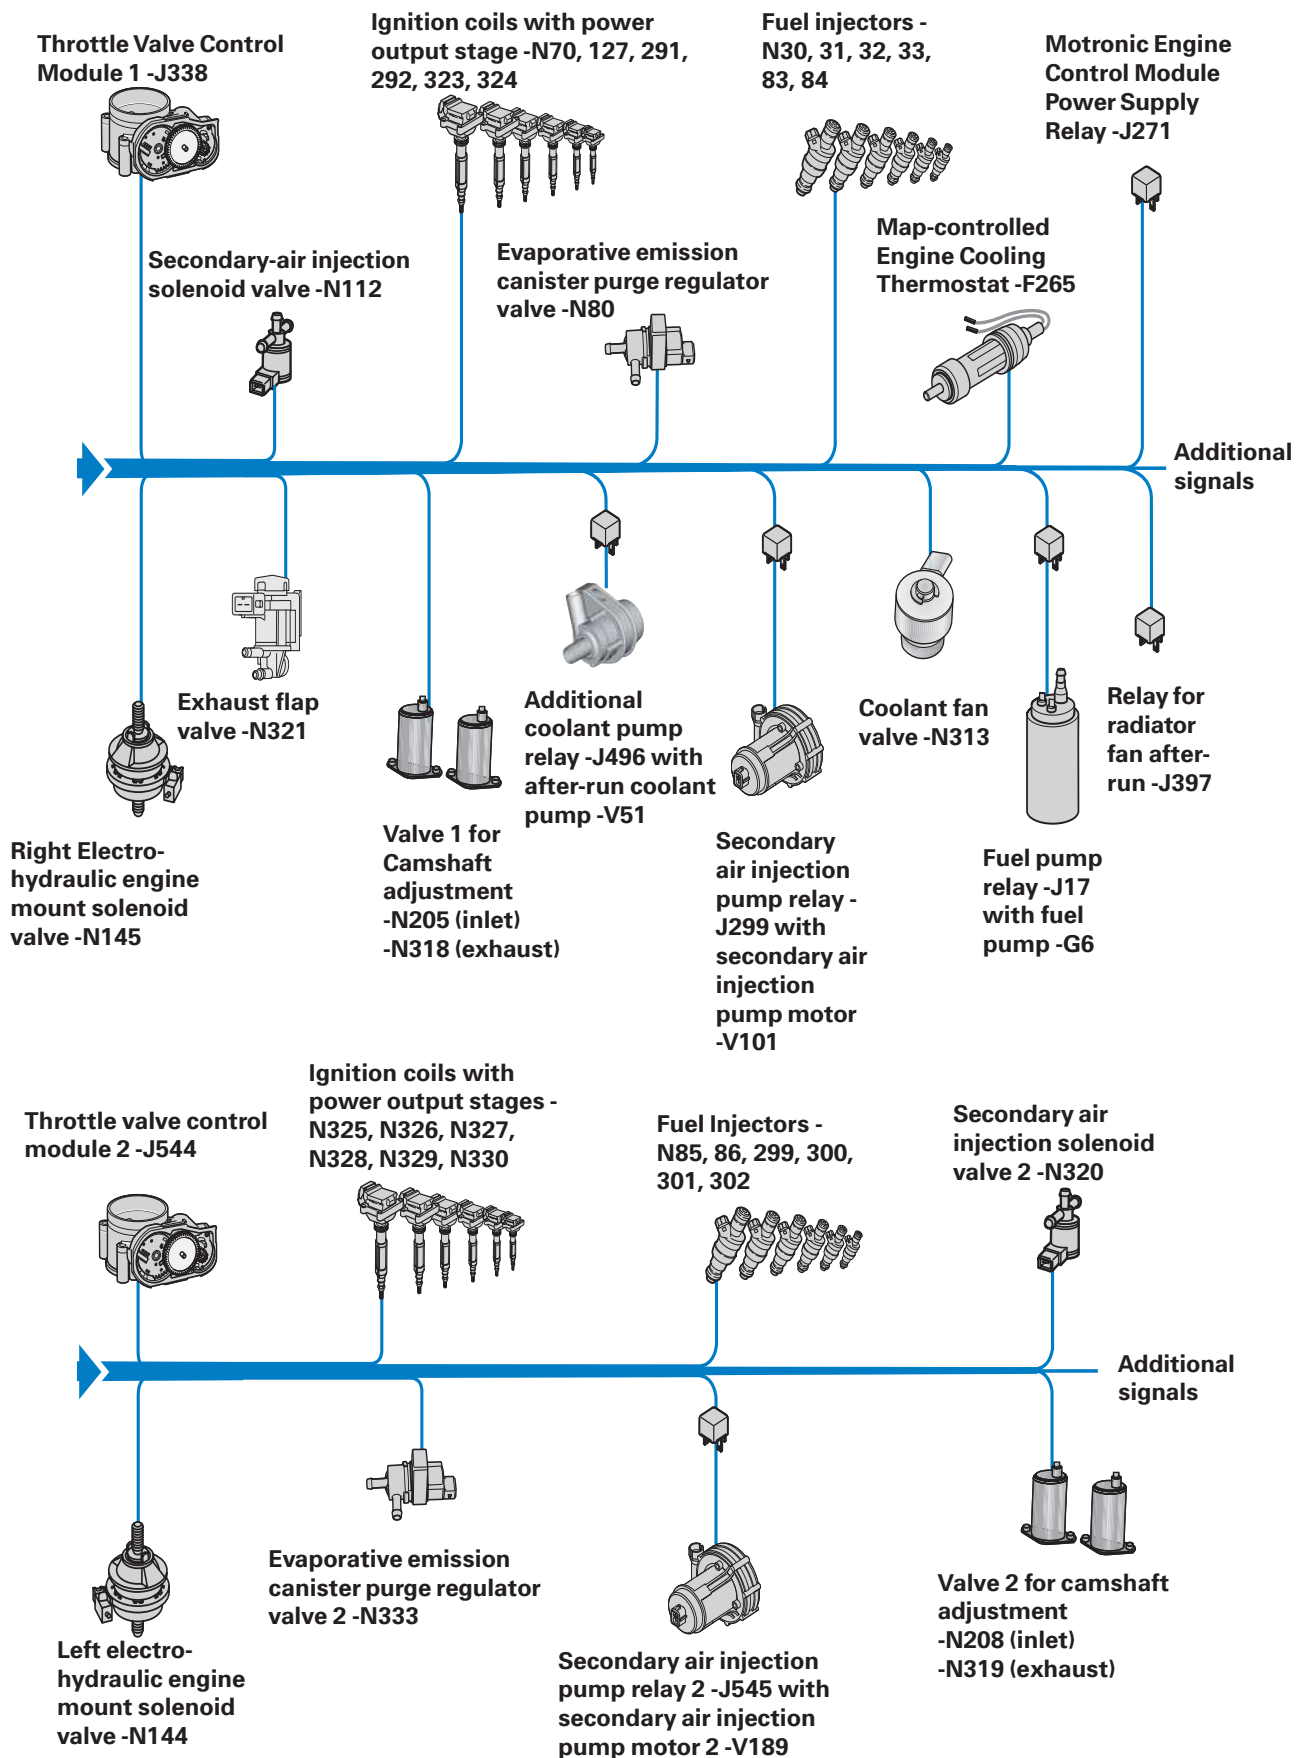 Throttle Valve Control
Module 1 -J338
Ignition coils with power
output stage -N70, 127, 291,
292, 323, 324
Fuel injectors -
N30, 31, 32, 33,
83, 84
Motronic Engine
Control Module
Power Supply
Relay -J271
Secondary-air injection
solenoid valve -N112
Evaporative emission
canister purge regulator
valve -N80
Map-controlled
Engine Cooling
Thermostat -F265
Additional
signals
Exhaust flap
valve -N321
Additional
coolant pump
relay -J496 with
after-run coolant
pump -V51
Coolant fan
valve -N313
Relay for
radiator
fan after-
run -J397
Right Electro-
hydraulic engine
mount solenoid
valve -N145
Valve 1 for
Camshaft
adjustment
-N205 (inlet)
-N318 (exhaust)
Secondary
air injection
pump relay -
J299 with
secondary air
injection
pump motor
-V101
Fuel pump
relay -J17
with fuel
pump -G6
Throttle valve control
module 2 -J544
Ignition coils with
power output stages -
N325, N326, N327,
N328, N329, N330
Fuel Injectors -
N85, 86, 299, 300,
301, 302
Secondary air
injection solenoid
valve 2 -N320
Additional
signals
Left electro-
hydraulic engine
mount solenoid
valve -N144
Evaporative emission
canister purge regulator
valve 2 -N333
Secondary air injection
pump relay 2 -J545 with
secondary air injection
pump motor 2 -V189
Valve 2 for camshaft
adjustment
-N208 (inlet)
-N319 (exhaust)